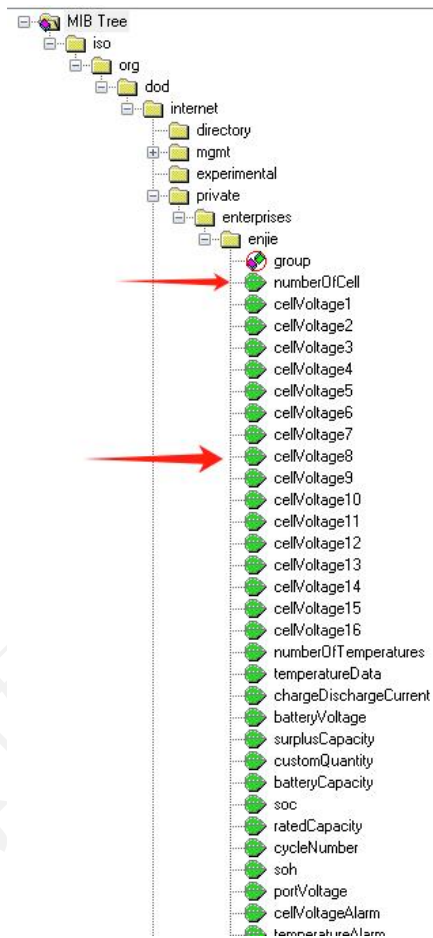 MIB Tree
iso
org
dod
internet
directory
mgmt
experimental
private
enterprises
enjie
group
numberOfCell
cellVoltage1
cellVoltage2
cellVoltage3
cellVoltage4
cellVoltage5
cellVoltage6
cellVoltage7
cellVoltage8
cellVoltage9
cellVoltage10
cellVoltage11
cellVoltage12
cellVoltage13
cellVoltage14
cellVoltage15
cellVoltage16
numberOfTemperatures
temperatureData
chargeDischargeCurrent
batteryVoltage
surplusCapacity
customQuantity
batteryCapacity
soc
ratedCapacity
cycleNumber
soh
portVoltage
cellVoltageAlarm
temperatureAlarm